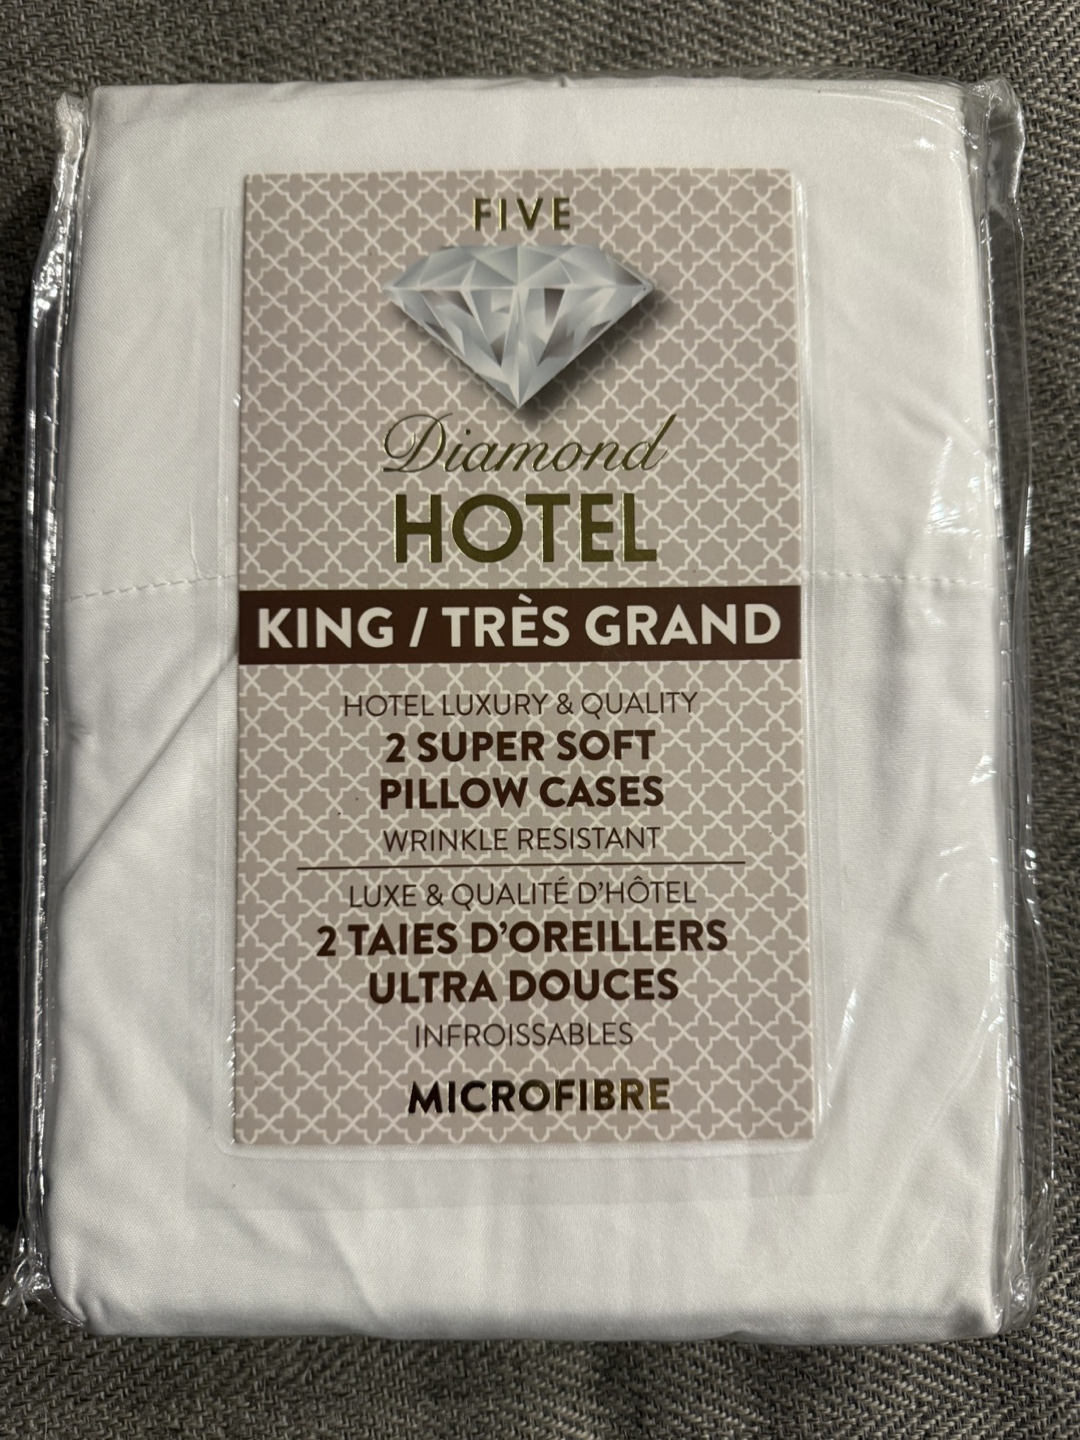 FIVE
Diamond
HOTEL
KING / TRÈS GRAND
HOTEL LUXURY & QUALITY
2 SUPER SOFT
PILLOW CASES
WRINKLE RESISTANT
LUXE & QUALITÉ D'HÔTEL
2 TAIES D'OREILLERS
ULTRA DOUCES
INFROISSABLES
MICROFIBRE